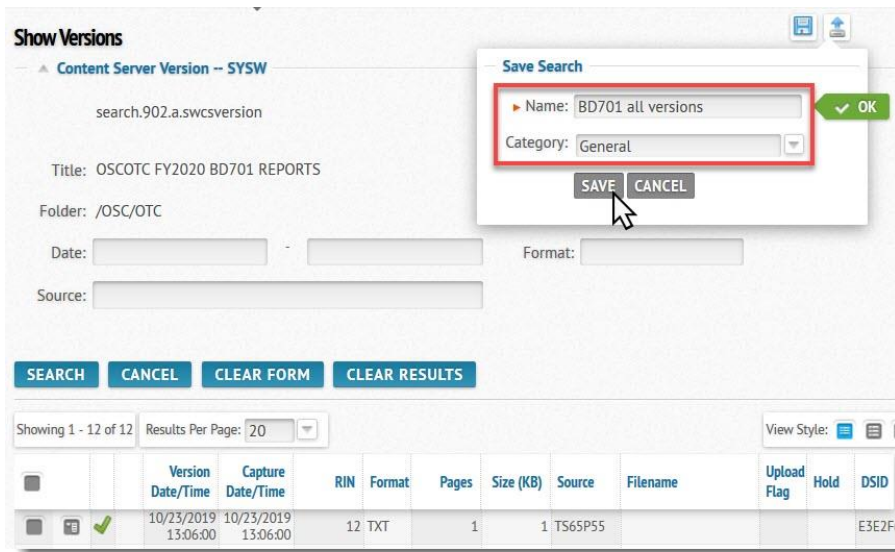 Show Versions
Content Server Version -- SYSW
search.902.a.swcsversion
Title: OSCOTC FY2020 BD701 REPORTS
Folder: /OSC/OTC
Date: -
Format:
Source:
Save Search
Name: BD701 all versions
OK
Category: General
SAVE CANCEL
SEARCH CANCEL CLEAR FORM CLEAR RESULTS
Showing 1 - 12 of 12 Results Per Page: 20 View Style:
Version Date/Time Capture Date/Time RIN Format Pages Size (KB) Source Filename Upload Flag Hold DSID
10/23/2019 13:06:00 10/23/2019 13:06:00 12 TXT 1 1 TS65P55 E3E2F